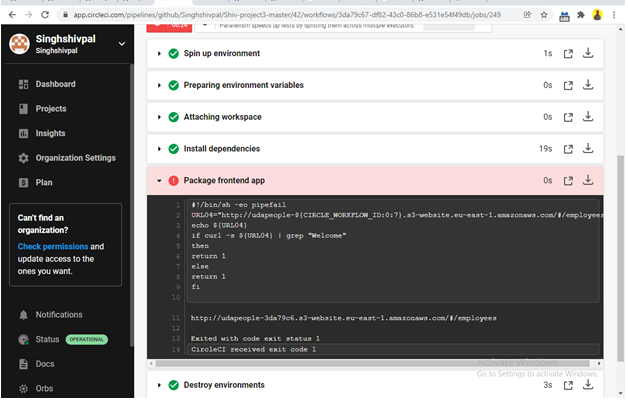 app.circleci.com/pipelines/github/Singhshivpal/Shiv-project3-master/42/workflows/3da79c67-df82-43c0-86b8-e531e54f49db/jobs/249
Singhshivpal
Singhshivpal
Dashboard
Projects
Insights
Organization Settings
Plan
Can't find an
organization?
Check permissions and
update access to the
ones you want.
Notifications
Status OPERATIONAL
Docs
Orbs
Parallelism speeds up tests by splitting them across multiple executors.
Spin up environment 1s
Preparing environment variables 0s
Attaching workspace 0s
Install dependencies 19s
Package frontend app 0s
1 #!/bin/sh -eo pipefail
2 URL04="http://udapeople-${CIRCLE_WORKFLOW_ID:0:7}.s3-website.eu-east-1.amazonaws.com/#/employees
3 echo ${URL04}
4 if curl -s ${URL04} | grep "Welcome"
5 then
6 return 1
7 else
8 return 1
9 fi
10
11 http://udapeople-3da79c6.s3-website.eu-east-1.amazonaws.com/#/employees
12
13 Exited with code exit status 1
14 CircleCI received exit code 1
Activate Windows
Go to Settings to activate Windows.
Destroy environments 3s